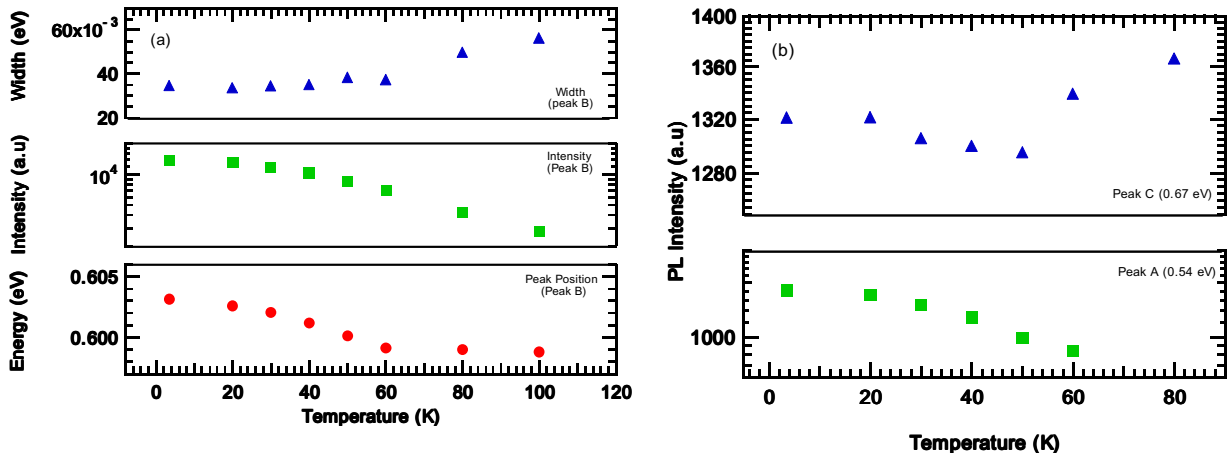 Width (eV)
60x10⁻³
40
20
(a)
Width
(peak B)
Intensity (a.u)
10⁴
Intensity
(Peak B)
Energy (eV)
0.605
0.600
Peak Position
(Peak B)
0 20 40 60 80 100 120
Temperature (K)
PL Intensity (a.u)
1400
1360
1320
1280
(b)
Peak C (0.67 eV)
1000
Peak A (0.54 eV)
0 20 40 60 80
Temperature (K)